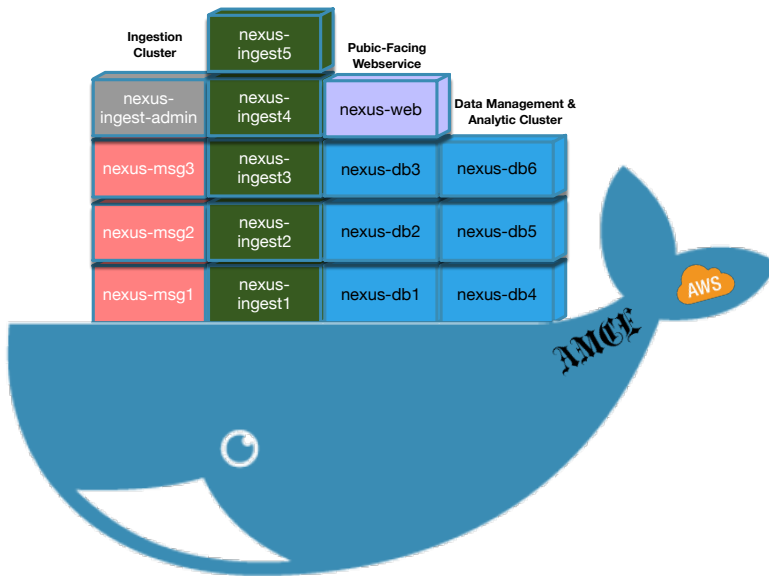 Ingestion
Cluster
nexus-
ingest5
Pubic-Facing
Webservice
nexus-
ingest-admin
nexus-
ingest4
nexus-web
Data Management &
Analytic Cluster
nexus-msg3
nexus-
ingest3
nexus-db3
nexus-db6
nexus-msg2
nexus-
ingest2
nexus-db2
nexus-db5
nexus-msg1
nexus-
ingest1
nexus-db1
nexus-db4
AWS
AMCE